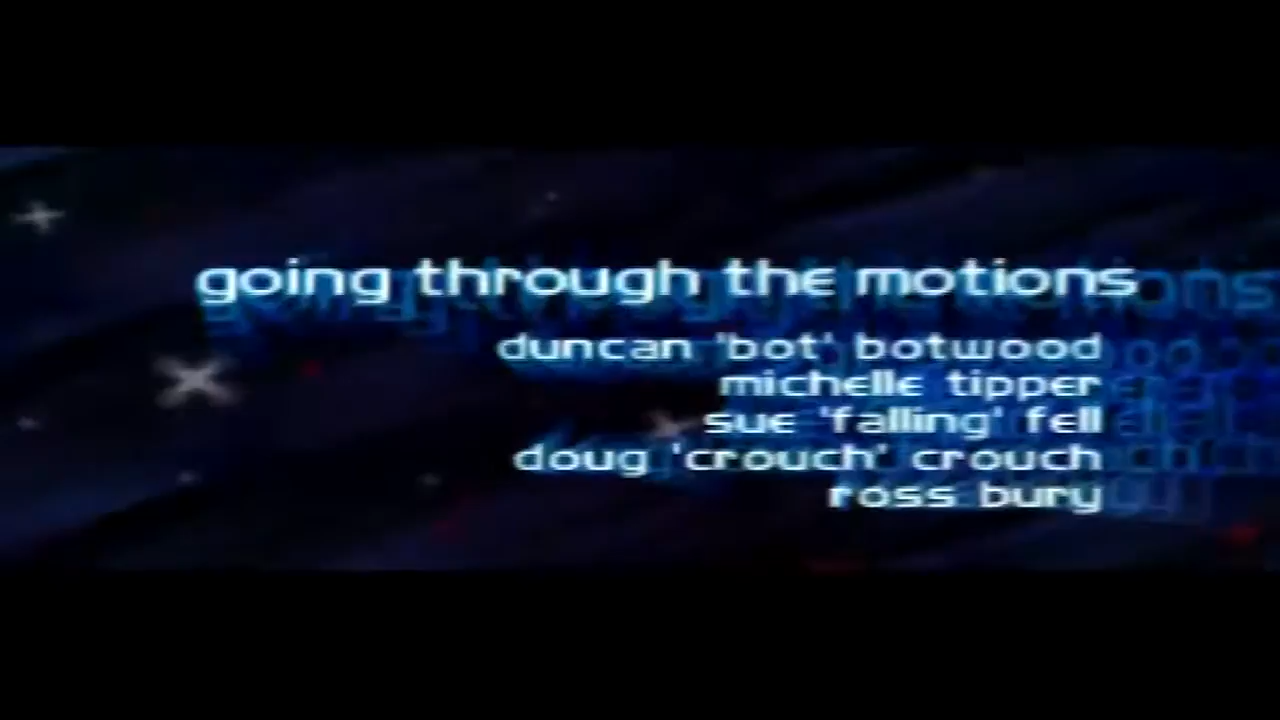 going through the motions
duncan 'bot' botwood
michelle tipper
sue 'falling' fell
doug 'crouch' crouch
ross bury